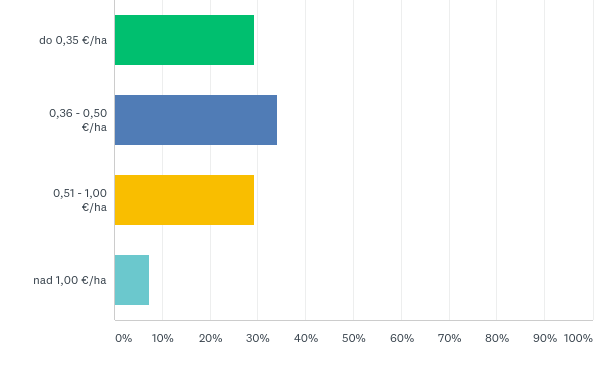 do 0,35 €/ha
0,36 - 0,50
€/ha
0,51 - 1,00
€/ha
nad 1,00 €/ha
0% 10% 20% 30% 40% 50% 60% 70% 80% 90% 100%